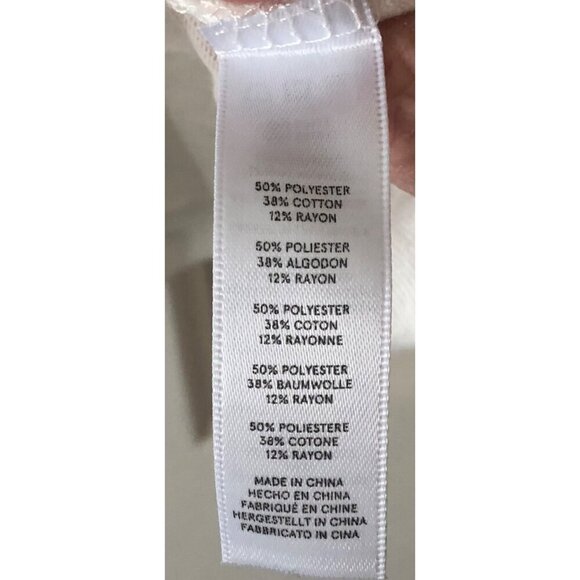 50% POLYESTER
38% COTTON
12% RAYON
50% POLIESTER
38% ALGODON
12% RAYON
50% POLYESTER
38% COTON
12% RAYONNE
50% POLYESTER
38% BAUMWOLLE
12% RAYON
50% POLIESTERE
38% COTONE
12% RAYON
MADE IN CHINA
HECHO EN CHINA
FABRIQUÉ EN CHINE
HERGESTELLT IN CHINA
FABBRICATO IN CINA